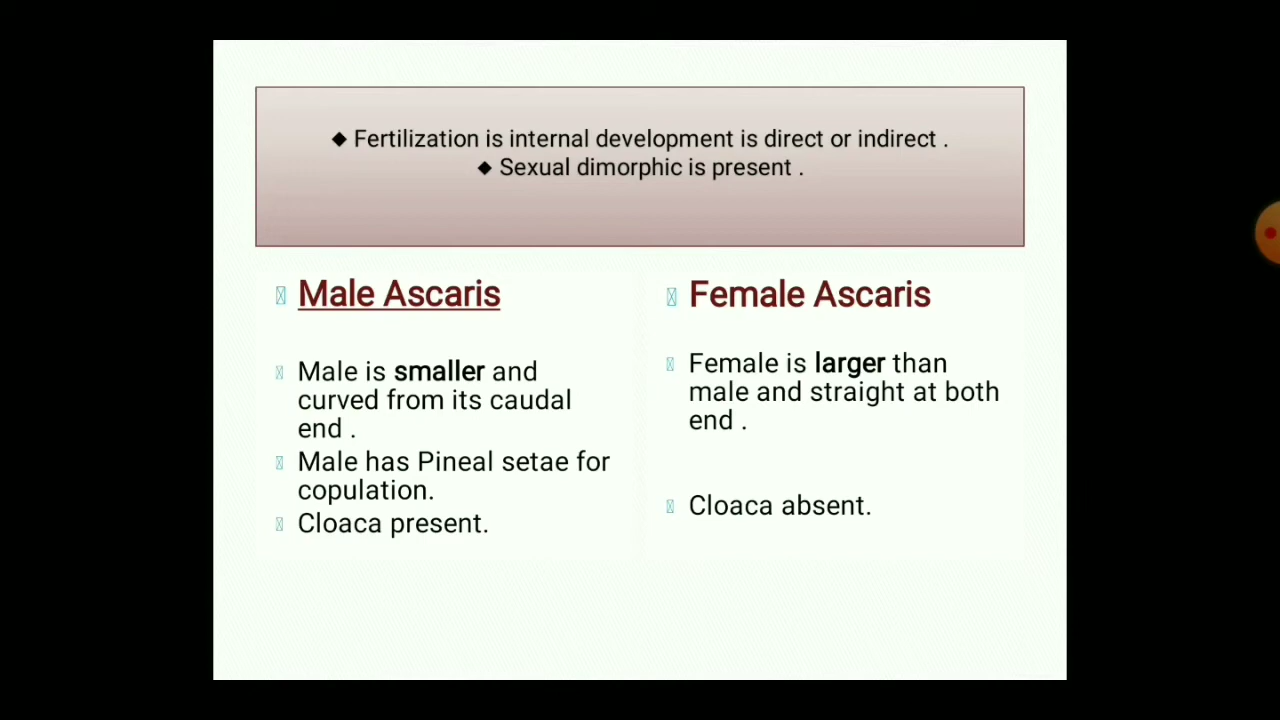 ◆ Fertilization is internal development is direct or indirect .
◆ Sexual dimorphic is present .
Male Ascaris
Male is smaller and
curved from its caudal
end .
Male has Pineal setae for
copulation.
Cloaca present.
Female Ascaris
Female is larger than
male and straight at both
end .
Cloaca absent.